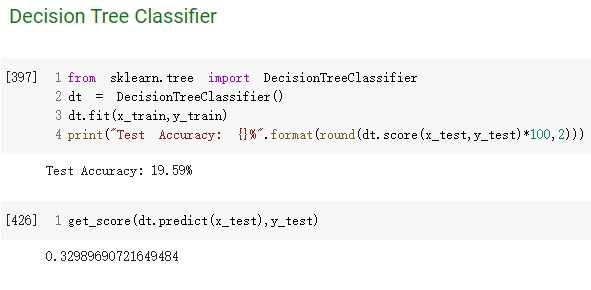 Decision Tree Classifier
[397] 1 from sklearn.tree import DecisionTreeClassifier
2 dt = DecisionTreeClassifier()
3 dt.fit(x_train,y_train)
4 print("Test Accuracy: {}%".format(round(dt.score(x_test,y_test)*100,2)))
Test Accuracy: 19.59%
[426] 1 get_score(dt.predict(x_test),y_test)
0.32989690721649484